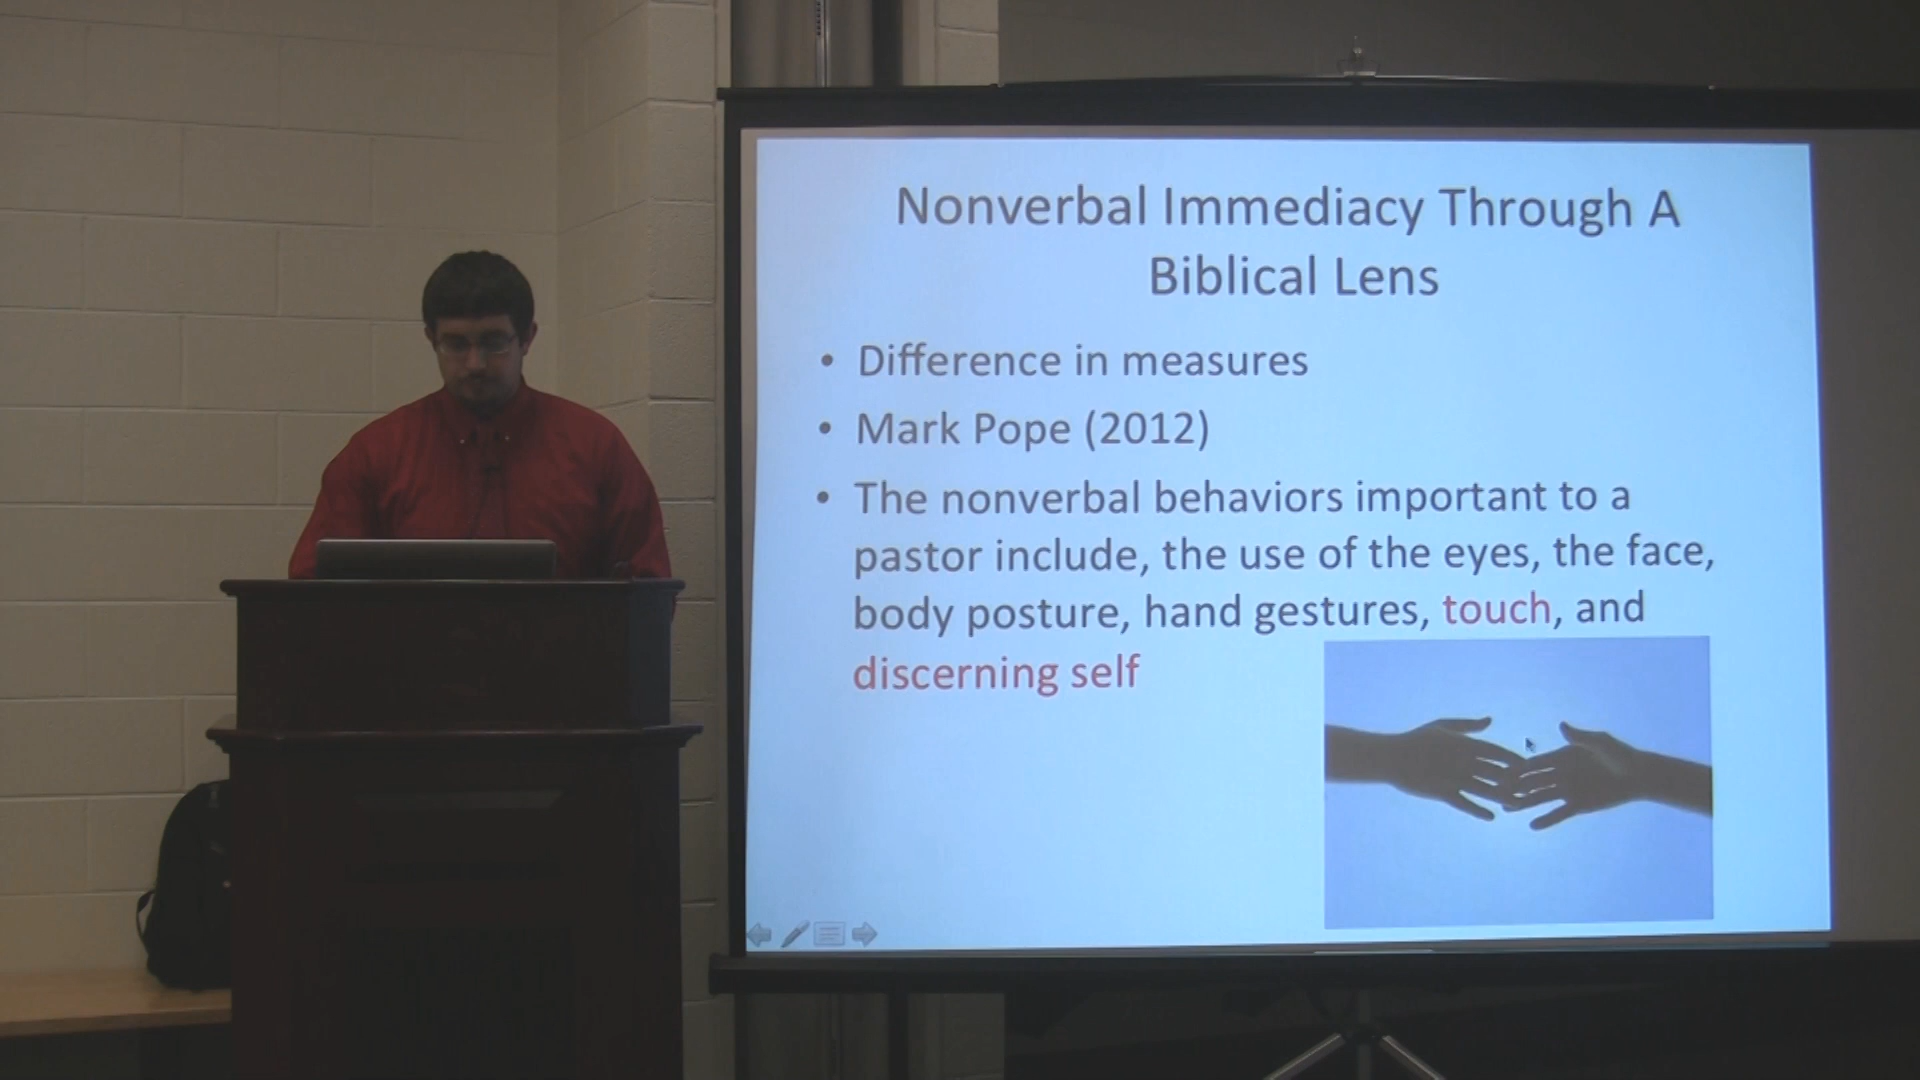 Nonverbal Immediacy Through A
Biblical Lens
• Difference in measures
• Mark Pope (2012)
• The nonverbal behaviors important to a
pastor include, the use of the eyes, the face,
body posture, hand gestures, touch, and
discerning self